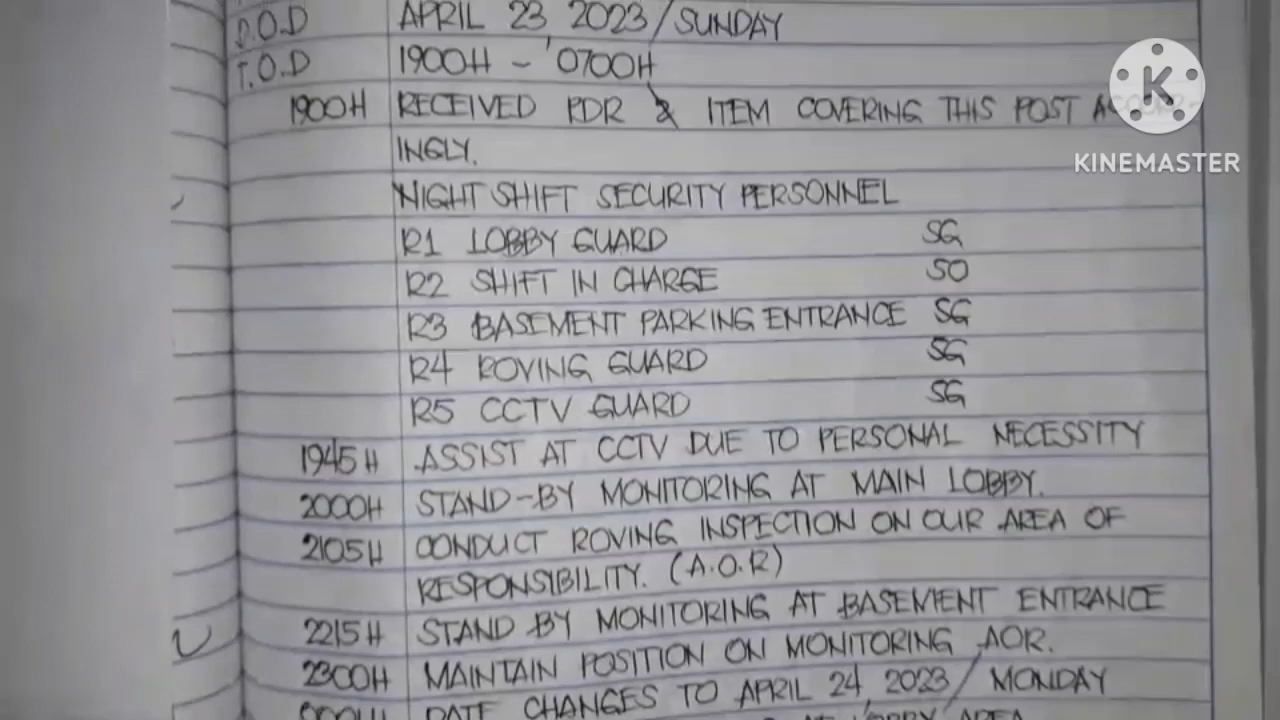 D.O.D APRIL 23, 2023/SUNDAY
T.O.D 1900H - 0700H
1900H RECEIVED PDR & ITEM COVERING THIS POST ACCOR-
INGLY.
NIGHT SHIFT SECURITY PERSONNEL
R1 LOBBY GUARD SG
R2 SHIFT IN CHARGE SO
R3 BASEMENT PARKING ENTRANCE SG
R4 ROVING GUARD SG
R5 CCTV GUARD SG
1945H ASSIST AT CCTV DUE TO PERSONAL NECESSITY
2000H STAND-BY MONITORING AT MAIN LOBBY.
2105H CONDUCT ROVING INSPECTION ON OUR AREA OF
RESPONSIBILITY. (A.O.R)
2215H STAND BY MONITORING AT BASEMENT ENTRANCE
2300H MAINTAIN POSITION ON MONITORING AOR.
DATE CHANGES TO APRIL 24, 2023/MONDAY
LOBBY AREA
K
KINEMASTER